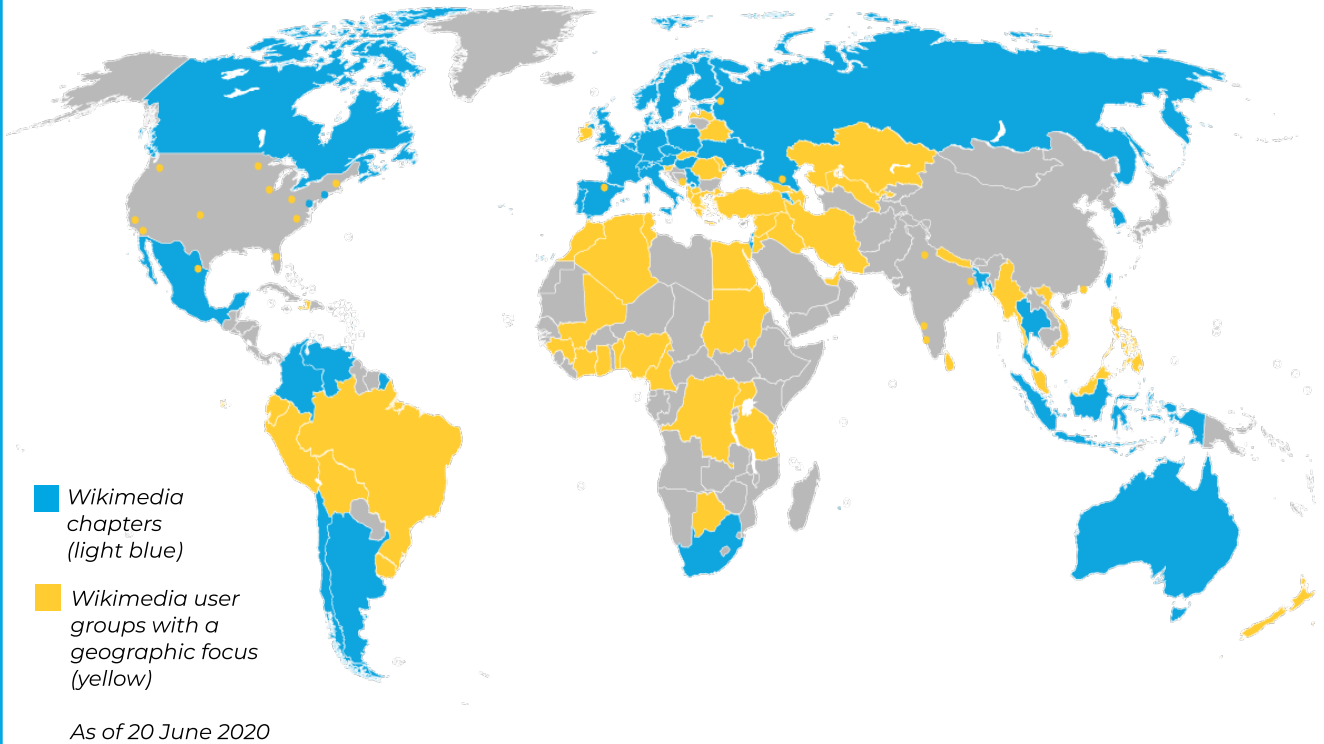 Wikimedia
chapters
(light blue)
Wikimedia user
groups with a
geographic focus
(yellow)
As of 20 June 2020